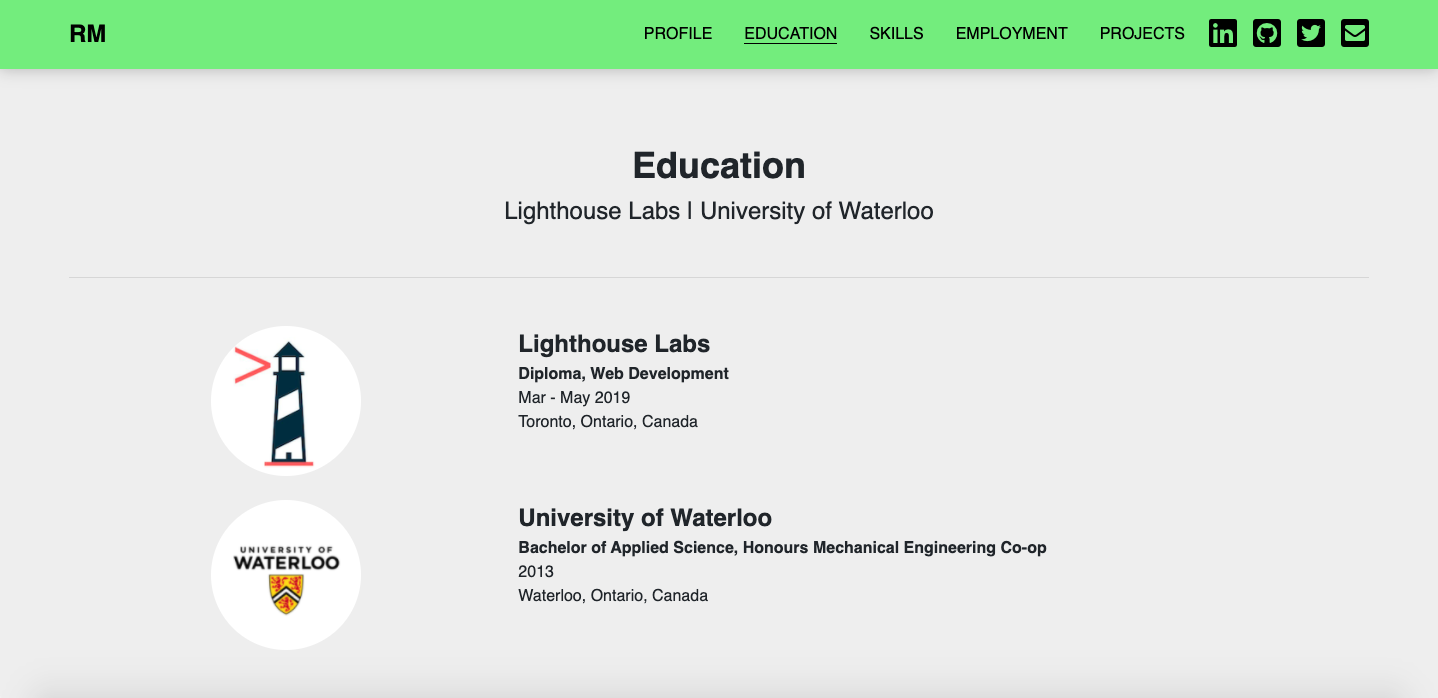 RM PROFILE EDUCATION SKILLS EMPLOYMENT PROJECTS
Education
Lighthouse Labs | University of Waterloo
Lighthouse Labs
Diploma, Web Development
Mar - May 2019
Toronto, Ontario, Canada
UNIVERSITY OF
WATERLOO
University of Waterloo
Bachelor of Applied Science, Honours Mechanical Engineering Co-op
2013
Waterloo, Ontario, Canada